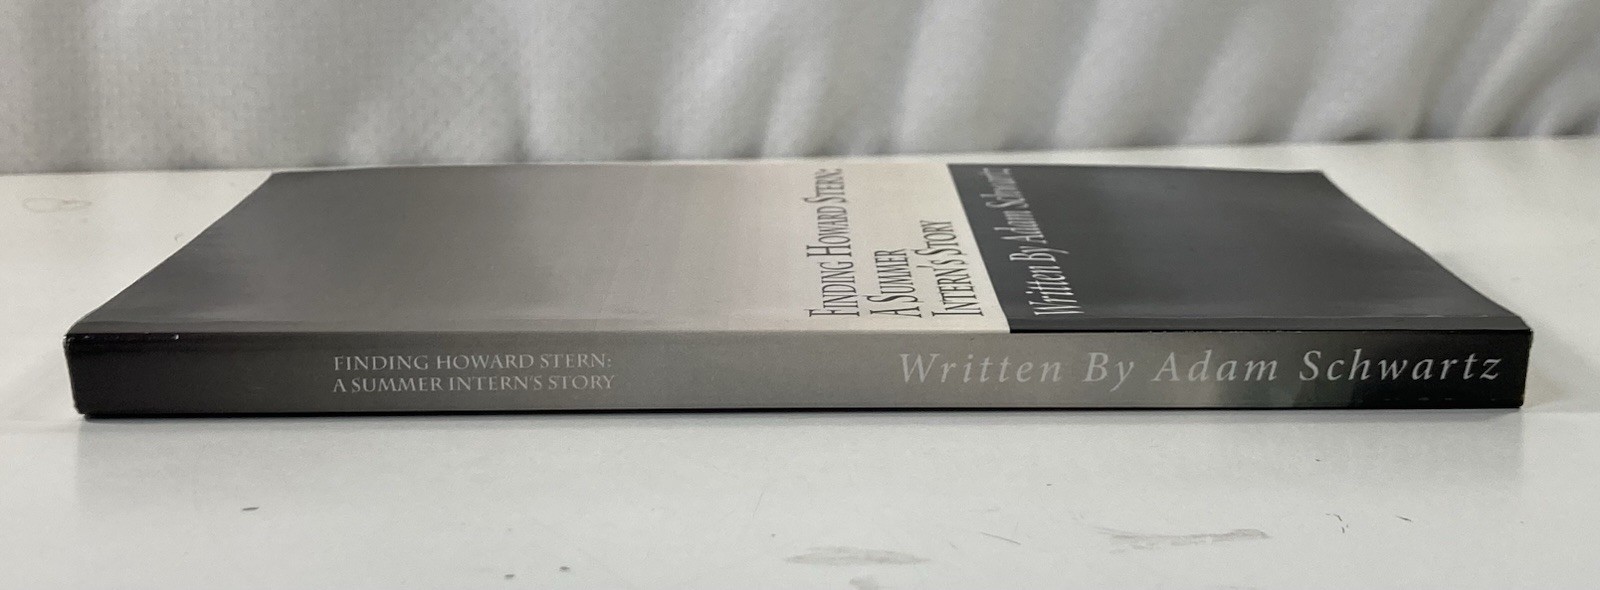 FINDING HOWARD STERN:
A SUMMER
INTERN'S STORY
Written By Adam Schwartz
FINDING HOWARD STERN:
A SUMMER INTERN'S STORY
Written By Adam Schwartz